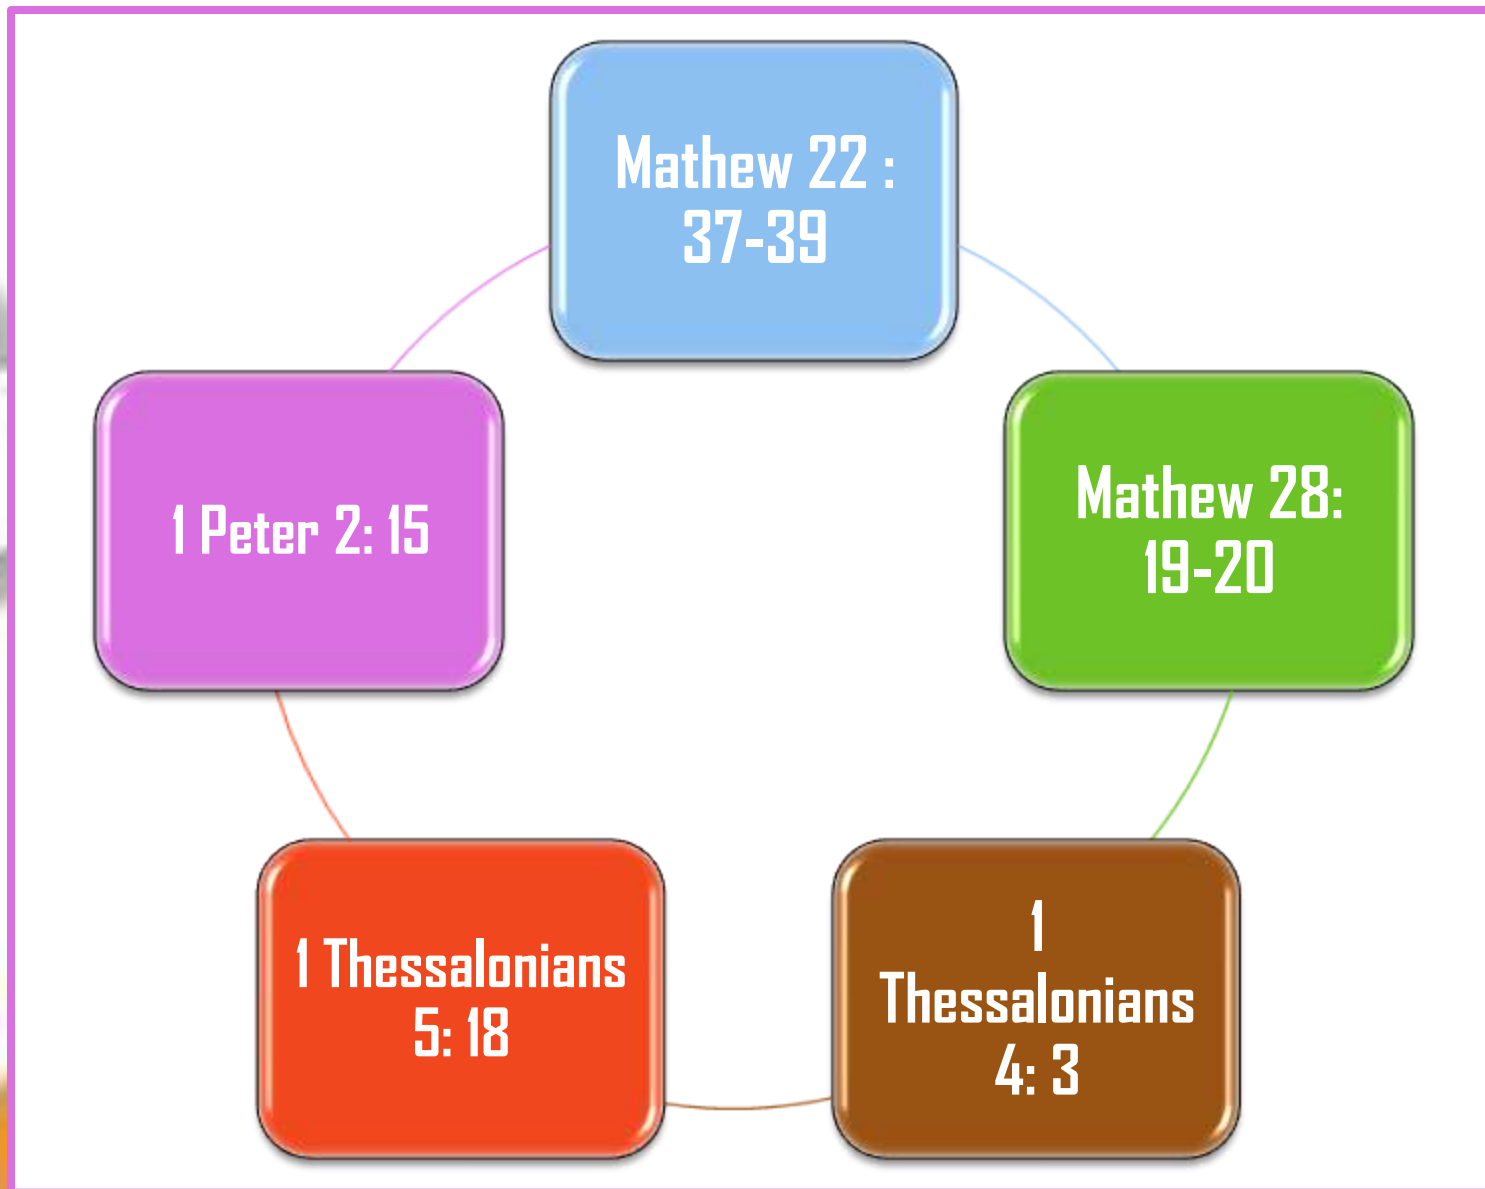 Mathew 22 :
37-39
Mathew 28:
19-20
1
Thessalonians
4: 3
1 Thessalonians
5: 18
1 Peter 2: 15